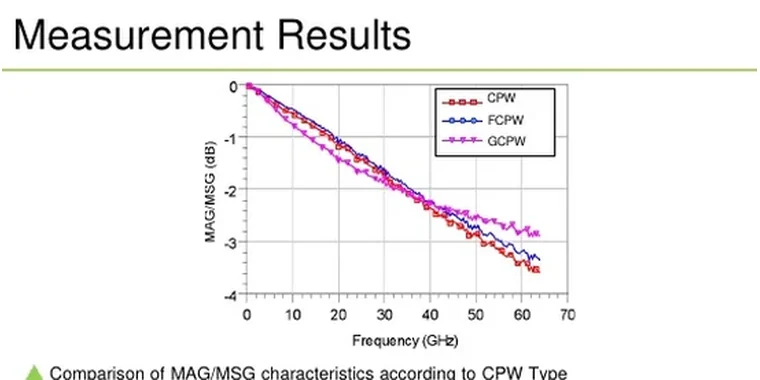 Measurement Results
0
-1
-2
-3
-4
MAG/MSG (dB)
CPW
FCPW
GCPW
0 10 20 30 40 50 60 70
Frequency (GHz)
Comparison of MAG/MSG characteristics according to CPW Type